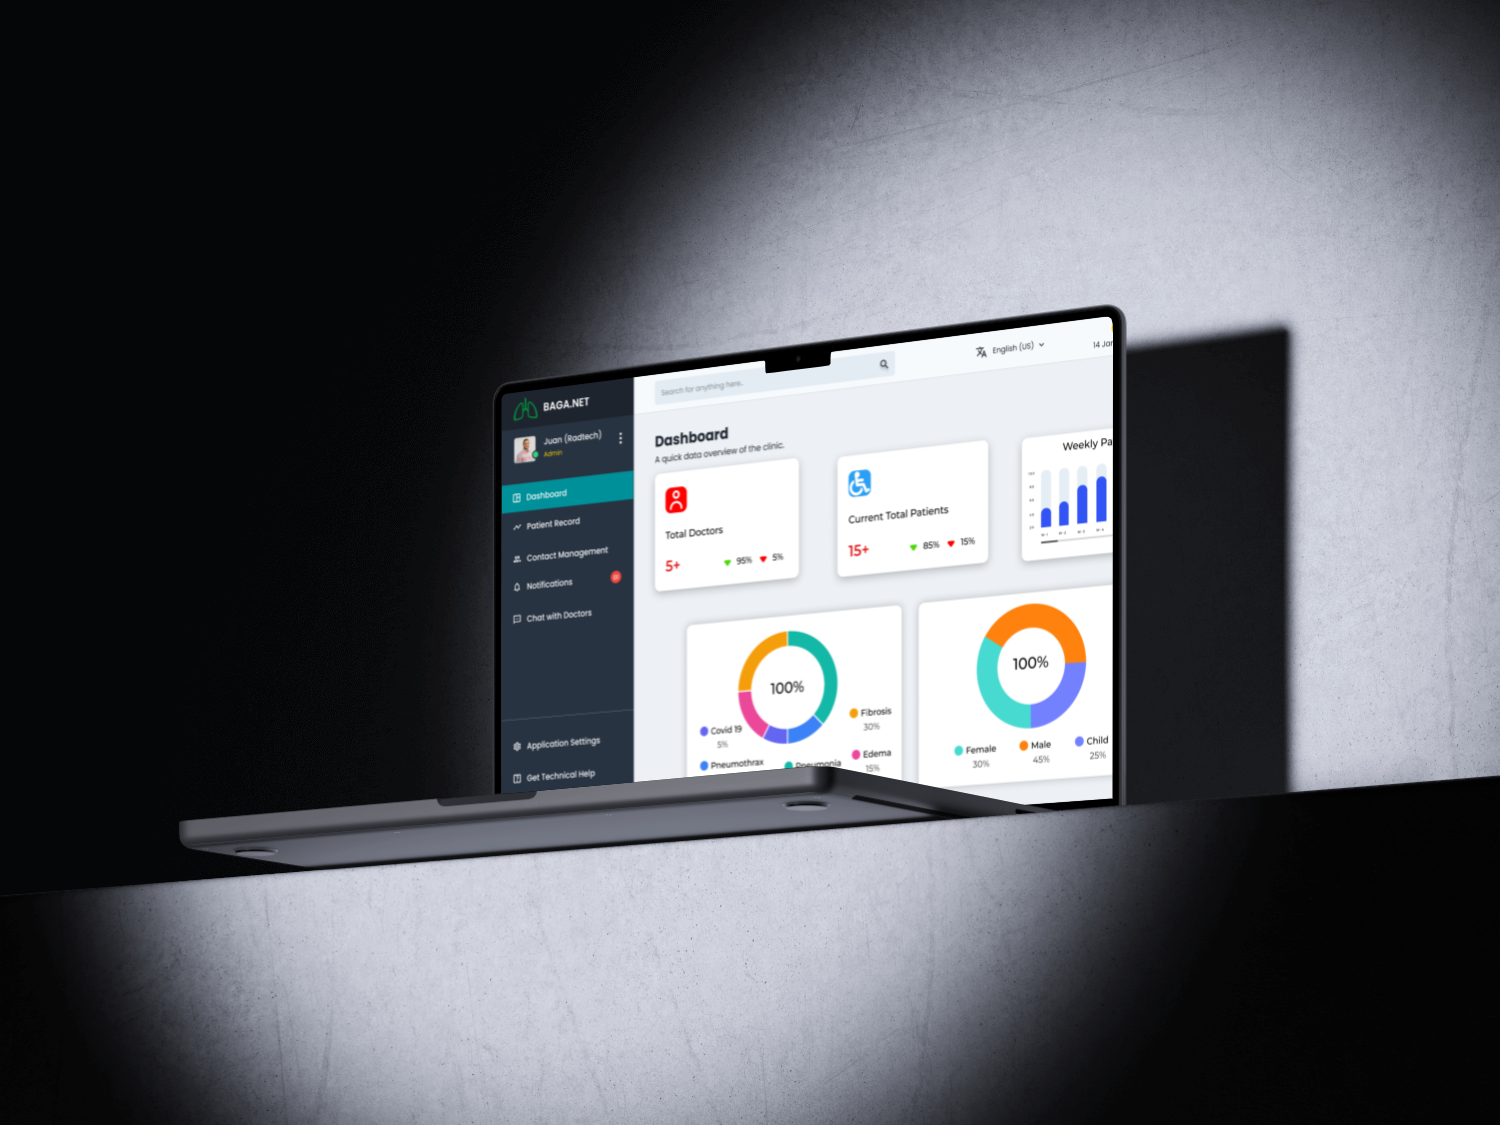 BAGA.NET
Juan (Radtech)
Admin
Dashboard
Patient Record
Contact Management
Notifications
Chat with Doctors
Application Settings
Get Technical Help
Search for anything here..
English (US)
14 Jan
Dashboard
A quick data overview of the clinic.
Total Doctors
5+
95%
5%
Current Total Patients
15+
85%
15%
Weekly Pa
100%
Covid 19
5%
Pneumothrax
Pneumonia
Fibrosis
30%
Edema
15%
100%
Female
30%
Male
45%
Child
25%